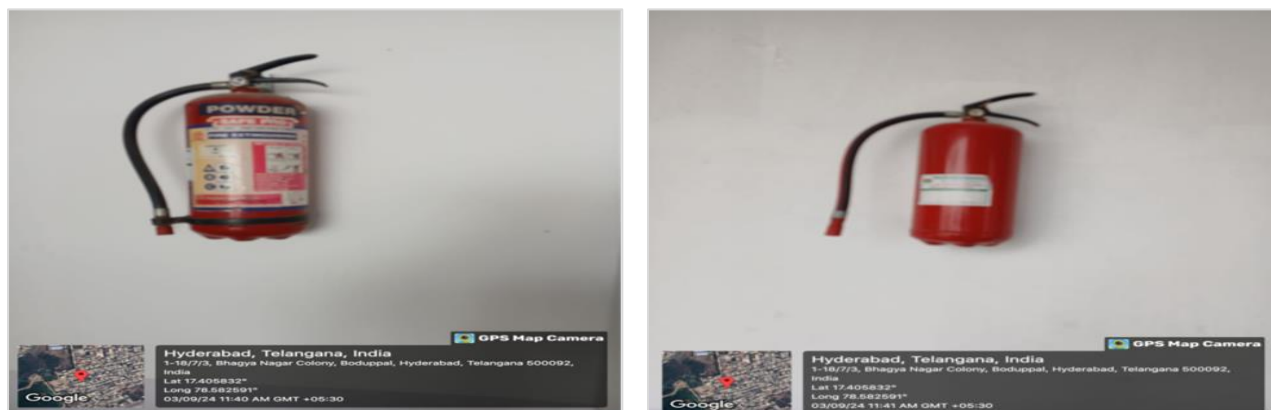 POWDER
SAFE FIRE
FIRE EXTINGUISHER
GPS Map Camera
Google
Hyderabad, Telangana, India
1-18/7/3, Bhagya Nagar Colony, Boduppal, Hyderabad, Telangana 500092,
India
Lat 17.405832°
Long 78.582591°
03/09/24 11:40 AM GMT +05:30
GPS Map Camera
Google
Hyderabad, Telangana, India
1-18/7/3, Bhagya Nagar Colony, Boduppal, Hyderabad, Telangana 500092,
India
Lat 17.405832°
Long 78.582591°
03/09/24 11:41 AM GMT +05:30